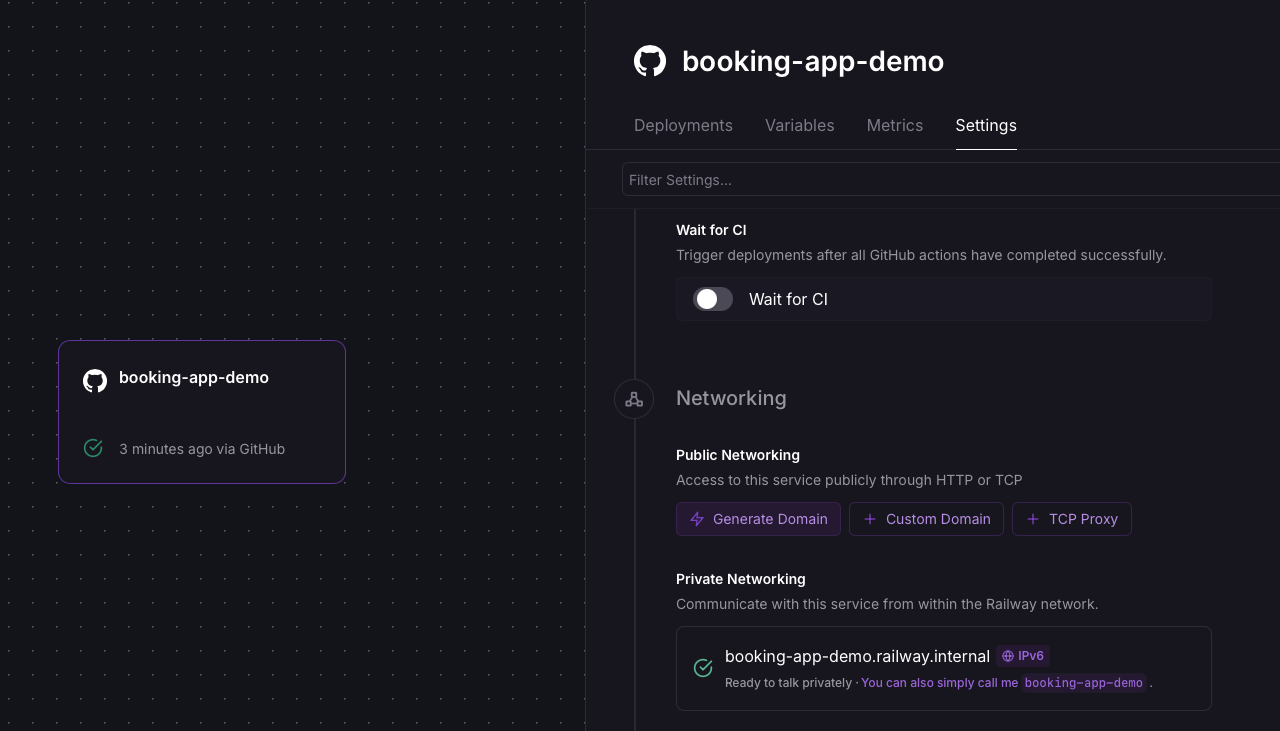 booking-app-demo
3 minutes ago via GitHub
booking-app-demo
Deployments Variables Metrics Settings
Filter Settings...
Wait for CI
Trigger deployments after all GitHub actions have completed successfully.
Wait for CI
Networking
Public Networking
Access to this service publicly through HTTP or TCP
Generate Domain Custom Domain TCP Proxy
Private Networking
Communicate with this service from within the Railway network.
booking-app-demo.railway.internal IPv6
Ready to talk privately · You can also simply call me booking-app-demo .